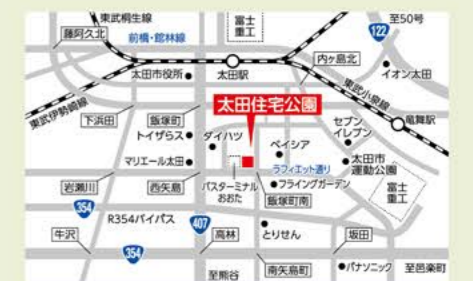 東武桐生線
藤阿久北
前橋・館林線
富士
重工
至50号
122
内ヶ島北
太田市役所
太田駅
イオン太田
東武小泉線
東武伊勢崎線
太田住宅公園
竜舞駅
下浜田
飯塚町
トイザらス
ダイハツ
ベイシア
セブン
イレブン
マリエール太田
ラフィエット通り
太田市
運動公園
岩瀬川
西矢島
バスターミナル
おおた
フライングガーデン
飯塚町南
富士
重工
354
R354バイパス
407
牛沢
354
高林
とりせん
坂田
至熊谷
南矢島町
パナソニック
至邑楽町